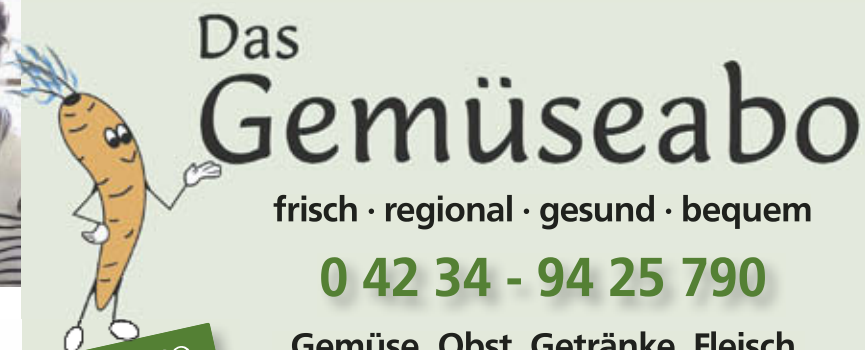 Das
Gemüseabo
frisch · regional · gesund · bequem
0 42 34 - 94 25 790
Gemüse, Obst, Getränke, Fleisch